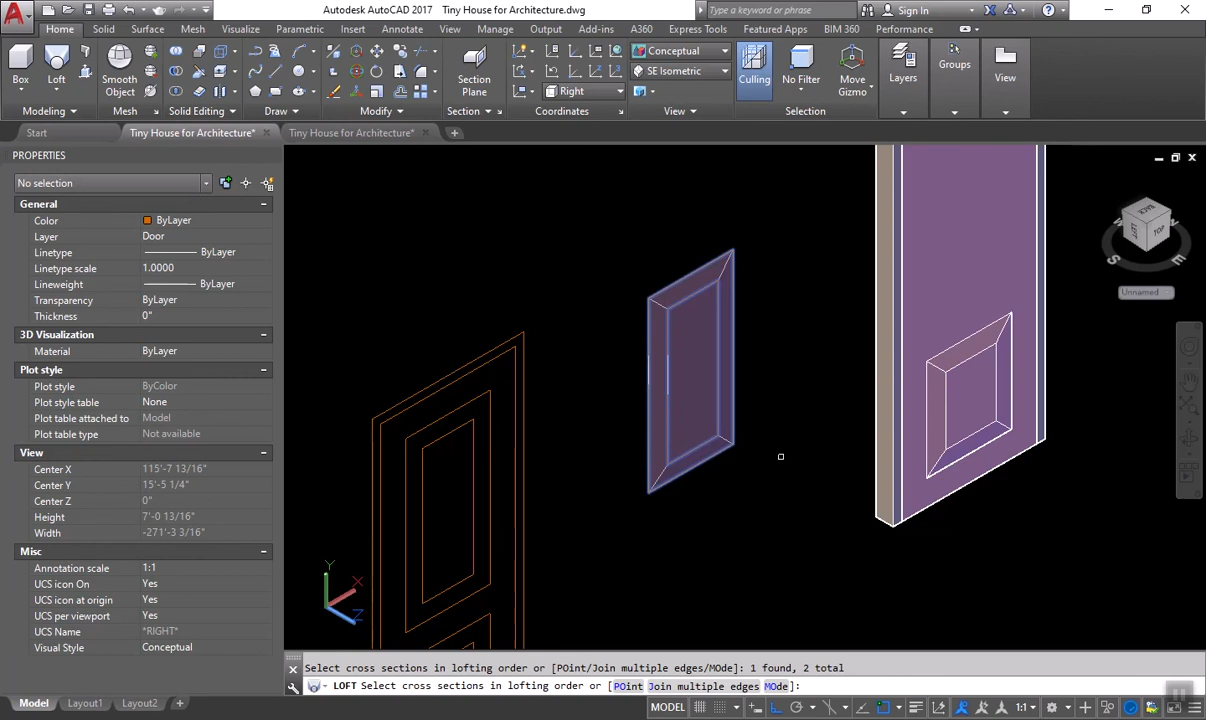 Autodesk AutoCAD 2017 Tiny House for Architecture.dwg
Type a keyword or phrase
Sign In
Home Solid Surface Mesh Visualize Parametric Insert Annotate View Manage Output Add-ins A360 Express Tools Featured Apps BIM 360 Performance
Box
Loft
Smooth Object
Section Plane
Conceptual
SE Isometric
Right
Culling
No Filter
Move Gizmo
Layers
Groups
View
Modeling Mesh Solid Editing Draw Modify Section Coordinates View Selection
Start Tiny House for Architecture* Tiny House for Architecture*
PROPERTIES
No selection
General
Color ByLayer
Layer Door
Linetype ByLayer
Linetype scale 1.0000
Lineweight ByLayer
Transparency ByLayer
Thickness 0"
3D Visualization
Material ByLayer
Plot style
Plot style ByColor
Plot style table None
Plot table attached to Model
Plot table type Not available
View
Center X 115'-7 13/16"
Center Y 15'-5 1/4"
Center Z 0"
Height 7'-0 13/16"
Width -271'-3 3/16"
Misc
Annotation scale 1:1
UCS icon On Yes
UCS icon at origin Yes
UCS per viewport Yes
UCS Name *RIGHT*
Visual Style Conceptual
BACK
TOP
S
E
Unnamed
Y
X
Z
Select cross sections in lofting order or [POint/Join multiple edges/MOde]: 1 found, 2 total
LOFT Select cross sections in lofting order or [POint Join multiple edges MOde]:
Model Layout1 Layout2
MODEL
1:1